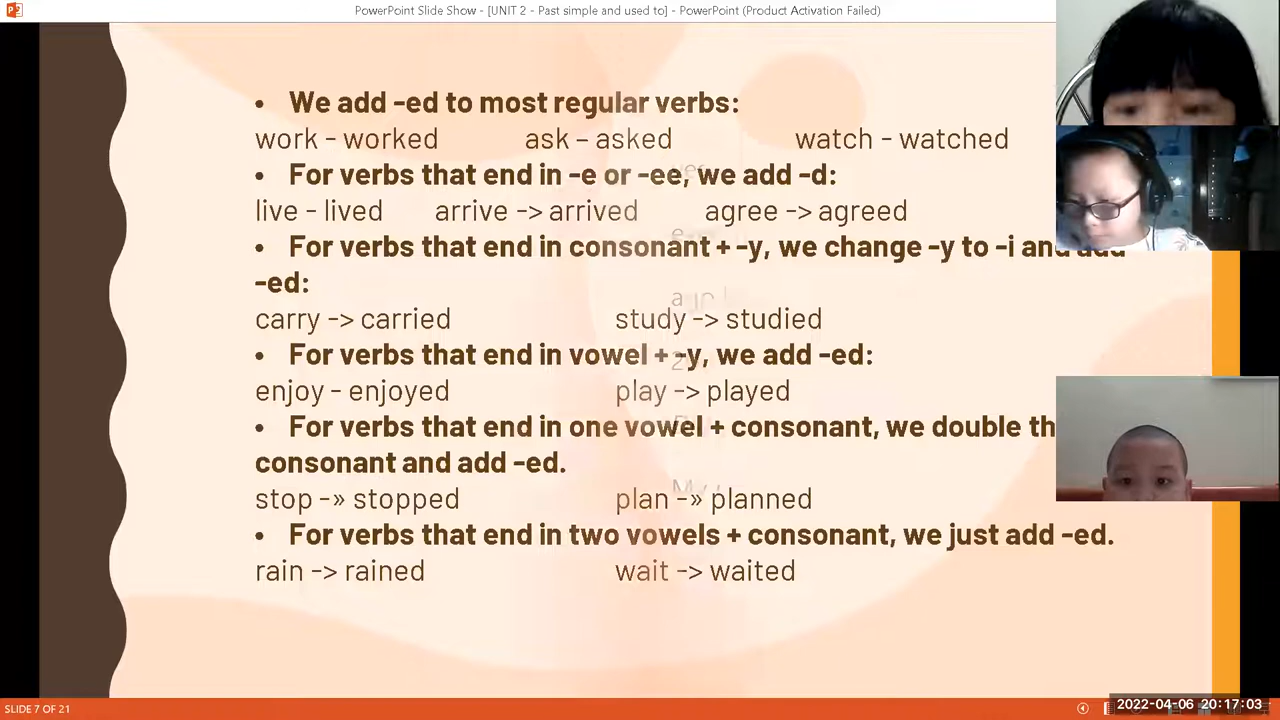 PowerPoint Slide Show - [UNIT 2 - Past simple and used to] - PowerPoint (Product Activation Failed)
• We add -ed to most regular verbs:
work - worked ask – asked watch - watched
• For verbs that end in -e or -ee, we add -d:
live - lived arrive -> arrived agree -> agreed
• For verbs that end in consonant + -y, we change -y to -i and add
-ed:
carry -> carried study -> studied
• For verbs that end in vowel + -y, we add -ed:
enjoy - enjoyed play -> played
• For verbs that end in one vowel + consonant, we double th
consonant and add -ed.
stop -» stopped plan -» planned
• For verbs that end in two vowels + consonant, we just add -ed.
rain -> rained wait -> waited
SLIDE 7 OF 21
2022-04-06 20:17:03